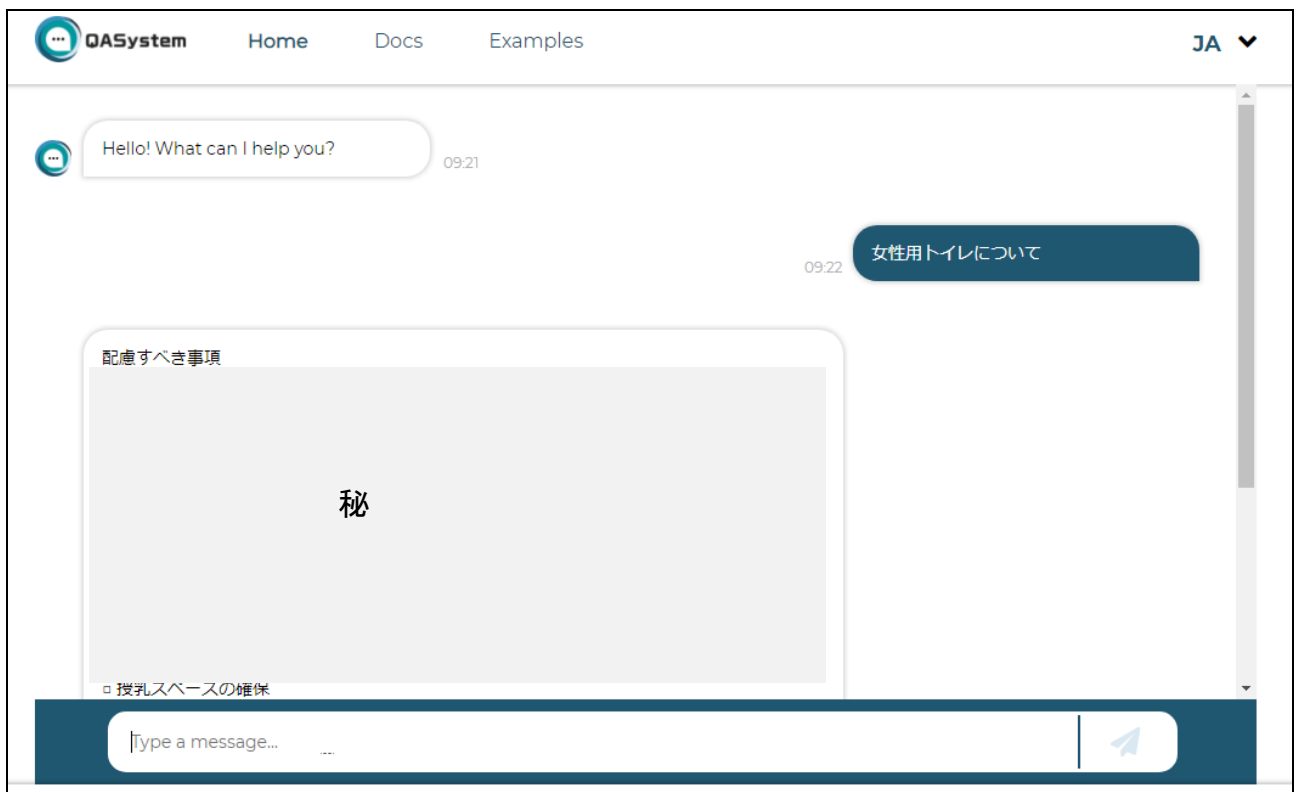 QASystem Home Docs Examples JA
Hello! What can I help you?
09:21
女性用トイレについて
09:22
配慮すべき事項
秘
▫ 授乳スペースの確保
Type a message...